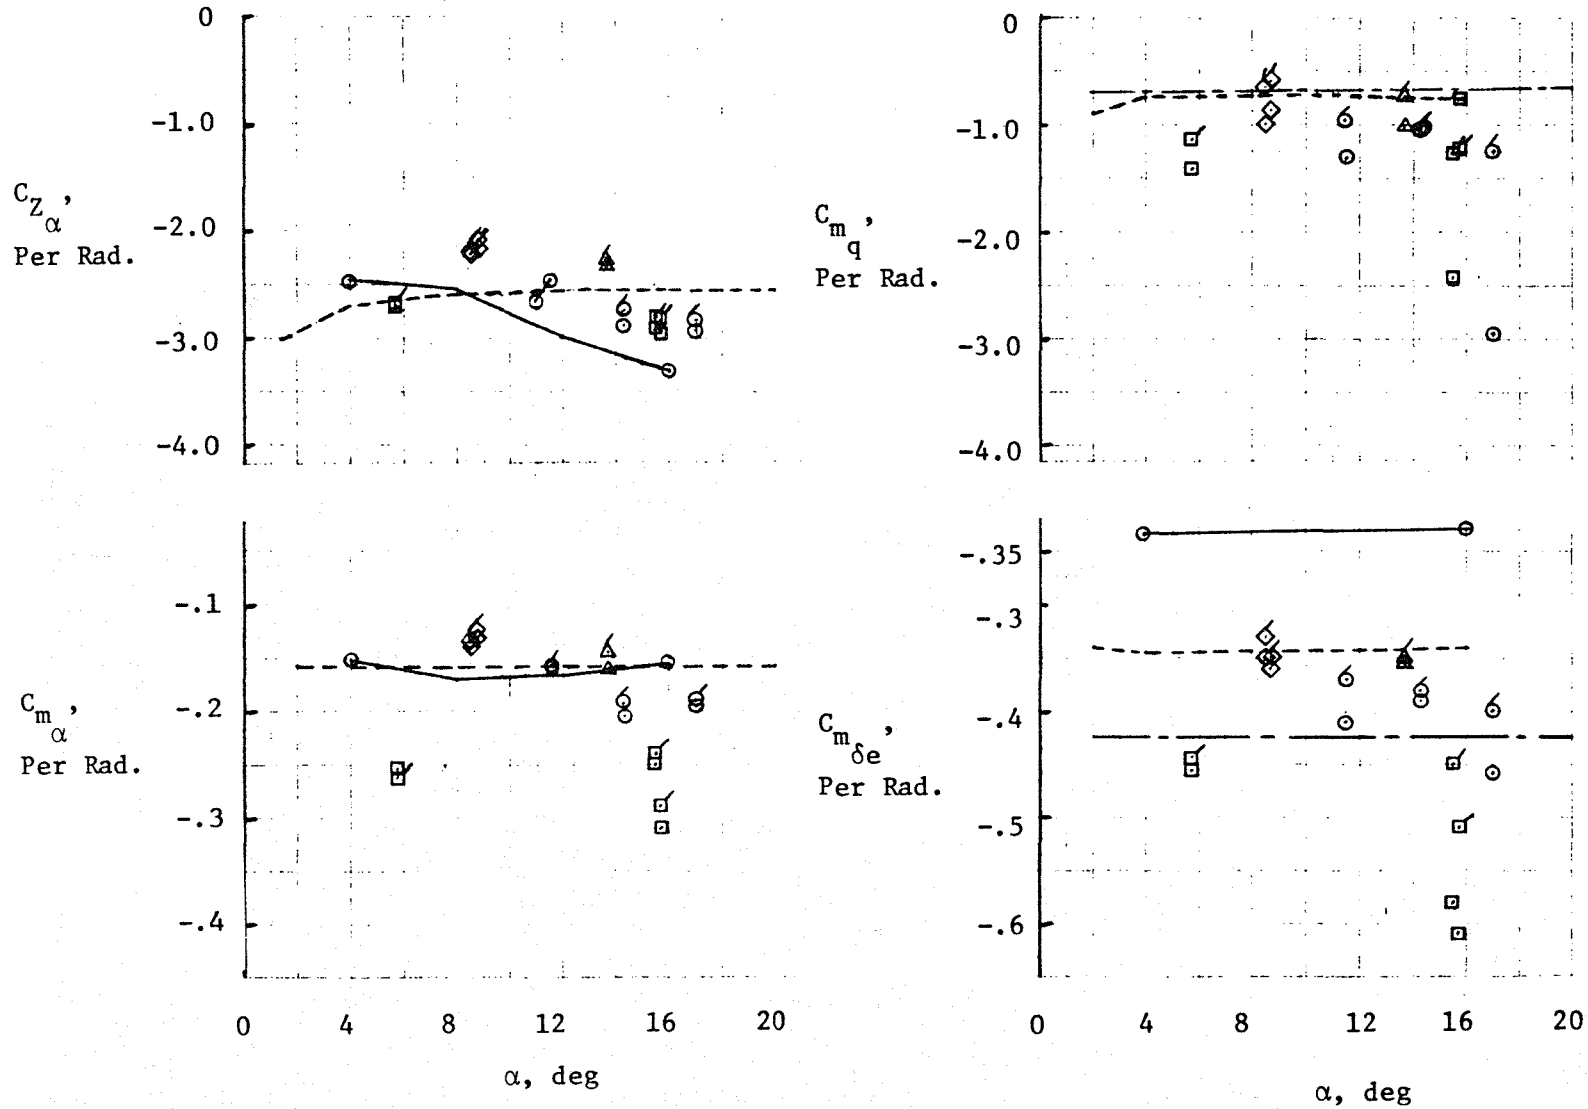 0
-1.0
-2.0
-3.0
-4.0
C_Zα,
Per Rad.
0
-1.0
-2.0
-3.0
-4.0
C_mq,
Per Rad.
-.1
-.2
-.3
-.4
C_mα,
Per Rad.
0 4 8 12 16 20
α, deg
-.35
-.3
-.4
-.5
-.6
C_mδe,
Per Rad.
0 4 8 12 16 20
α, deg